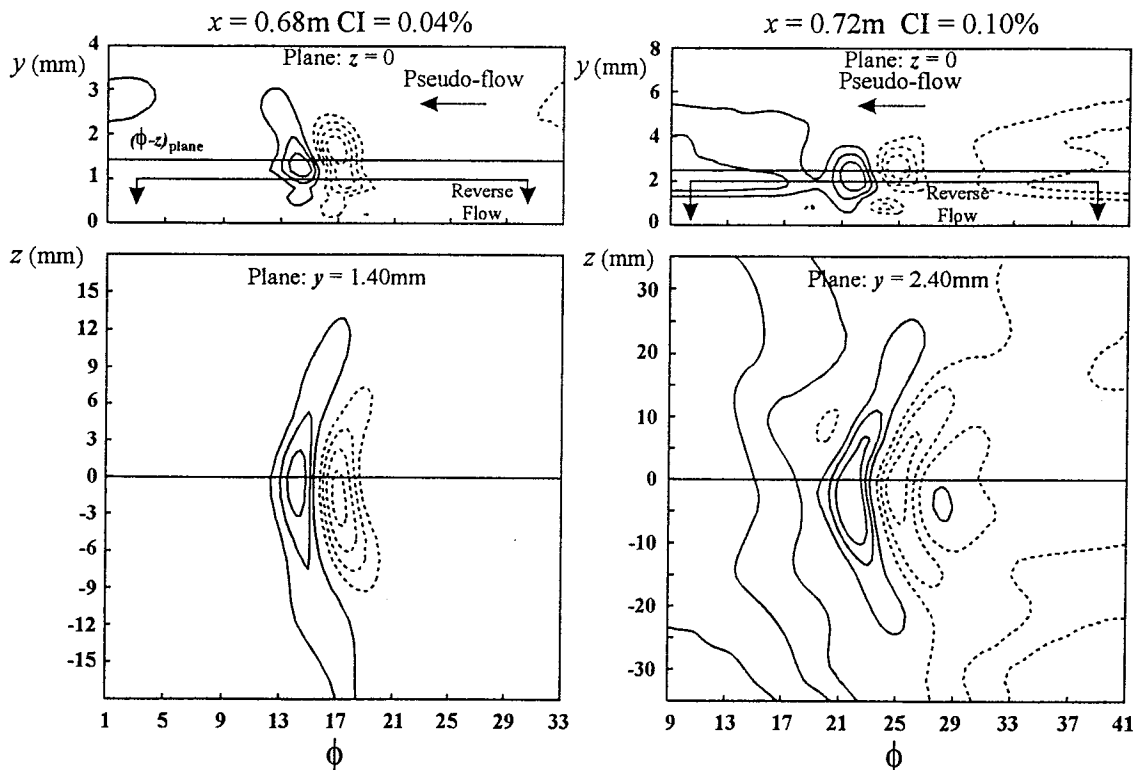 x = 0.68m CI = 0.04%
y (mm)
Plane: z = 0
Pseudo-flow
(ϕ-z)plane
Reverse
Flow
4
3
2
1
0
z (mm)
Plane: y = 1.40mm
15
12
9
6
3
0
-3
-6
-9
-12
-15
1 5 9 13 17 21 25 29 33
ϕ
x = 0.72m CI = 0.10%
y (mm)
Plane: z = 0
Pseudo-flow
Reverse
Flow
8
6
4
2
0
z (mm)
Plane: y = 2.40mm
30
20
10
0
-10
-20
-30
9 13 17 21 25 29 33 37 41
ϕ